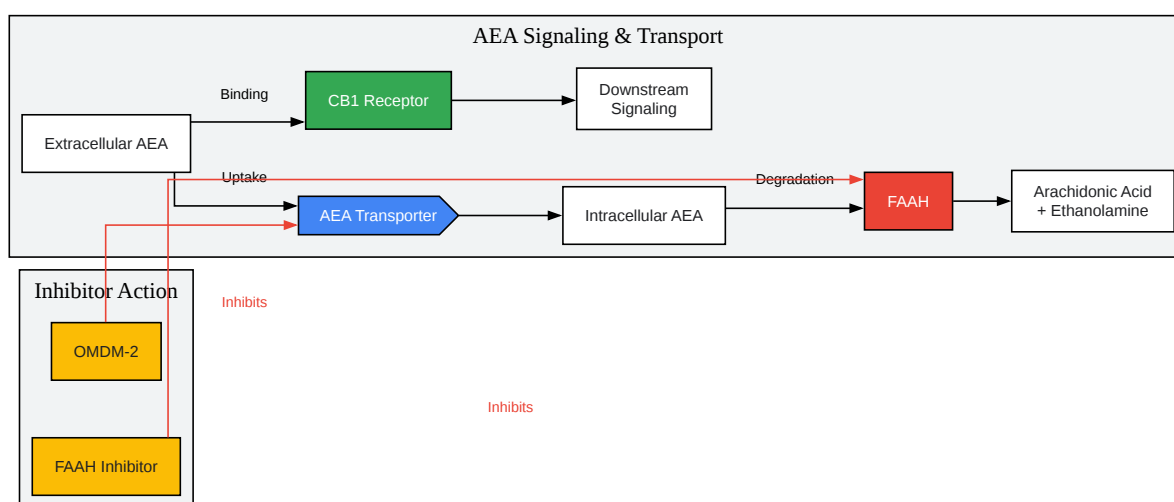 AEA Signaling & Transport
Binding
CB1 Receptor
Downstream
Signaling
Extracellular AEA
Uptake
AEA Transporter
Intracellular AEA
Degradation
FAAH
Arachidonic Acid
+ Ethanolamine
Inhibitor Action
Inhibits
OMDM-2
Inhibits
FAAH Inhibitor